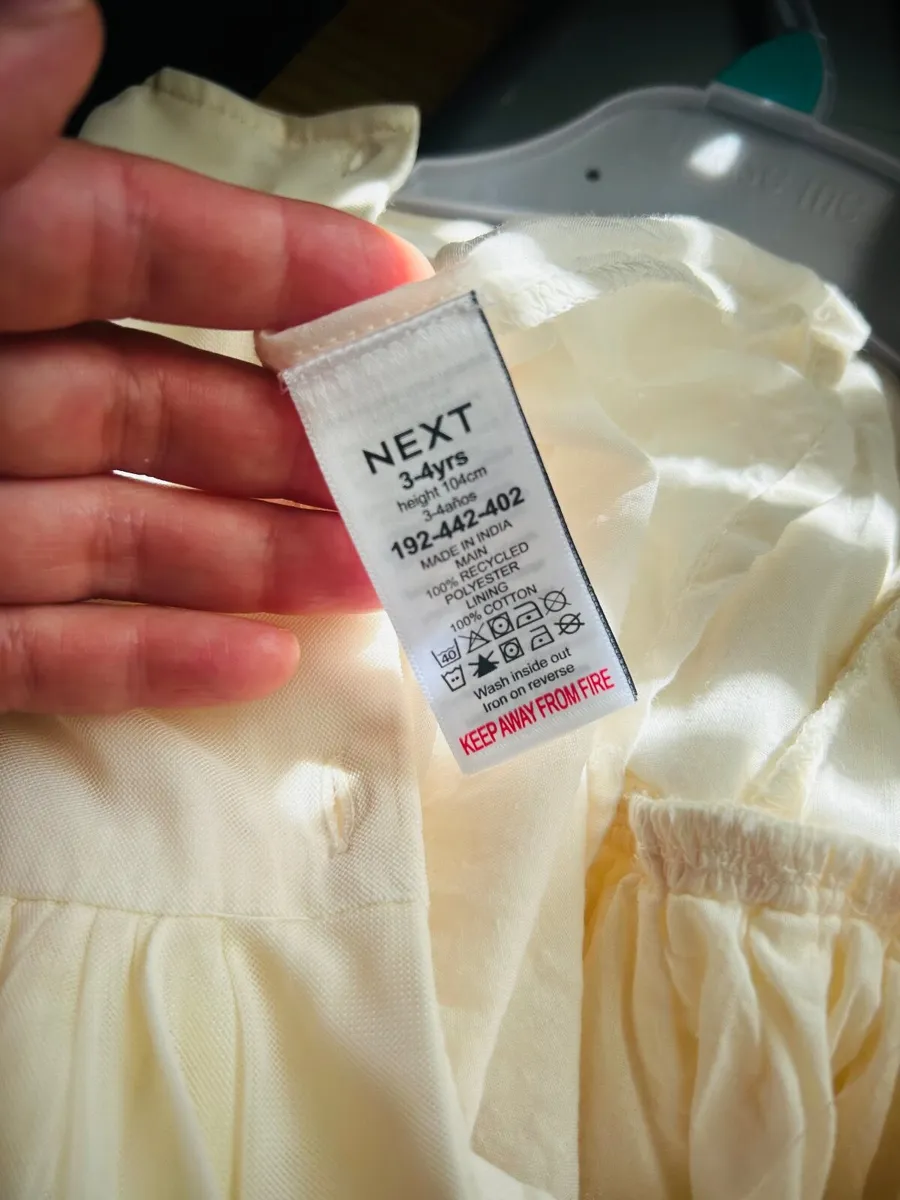 NEXT
3-4yrs
height 104cm
3-4años
192-442-402
MADE IN INDIA
MAIN
100% RECYCLED
POLYESTER
LINING
100% COTTON
40
Wash inside out
Iron on reverse
KEEP AWAY FROM FIRE